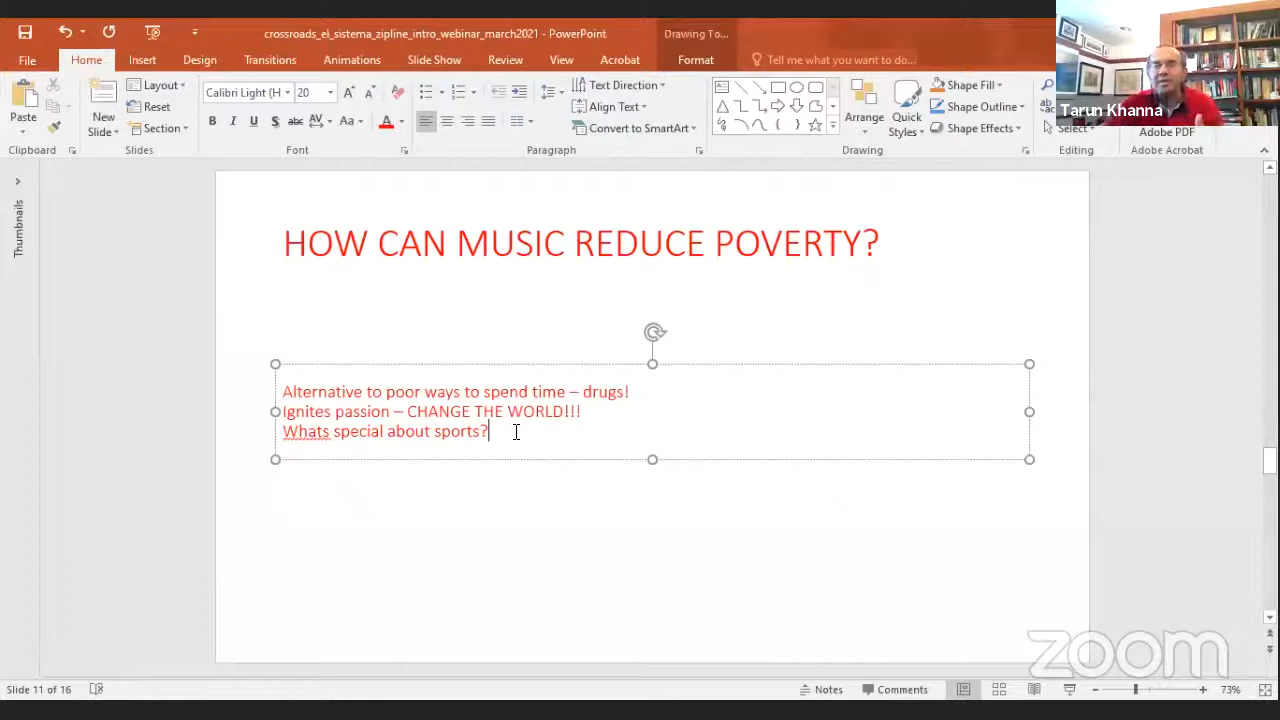 crossroads_el_sistema_zipline_intro_webinar_march2021 - PowerPoint
Drawing To...
File
Home
Insert
Design
Transitions
Animations
Slide Show
Review
View
Acrobat
Format
Tell me what you want to do...
Tarun Khanna
Paste
Clipboard
New
Slide
Layout
Reset
Section
Slides
Calibri Light (H
20
B I U S abc AV Aa A
Font
Text Direction
Align Text
Convert to SmartArt
Paragraph
Arrange
Quick
Styles
Shape Fill
Shape Outline
Shape Effects
Drawing
Select
Editing
Adobe PDF
Adobe Acrobat
Thumbnails
HOW CAN MUSIC REDUCE POVERTY?
Alternative to poor ways to spend time – drugs!
Ignites passion – CHANGE THE WORLD!!!
Whats special about sports?
zoom
Slide 11 of 16
Notes
Comments
73%